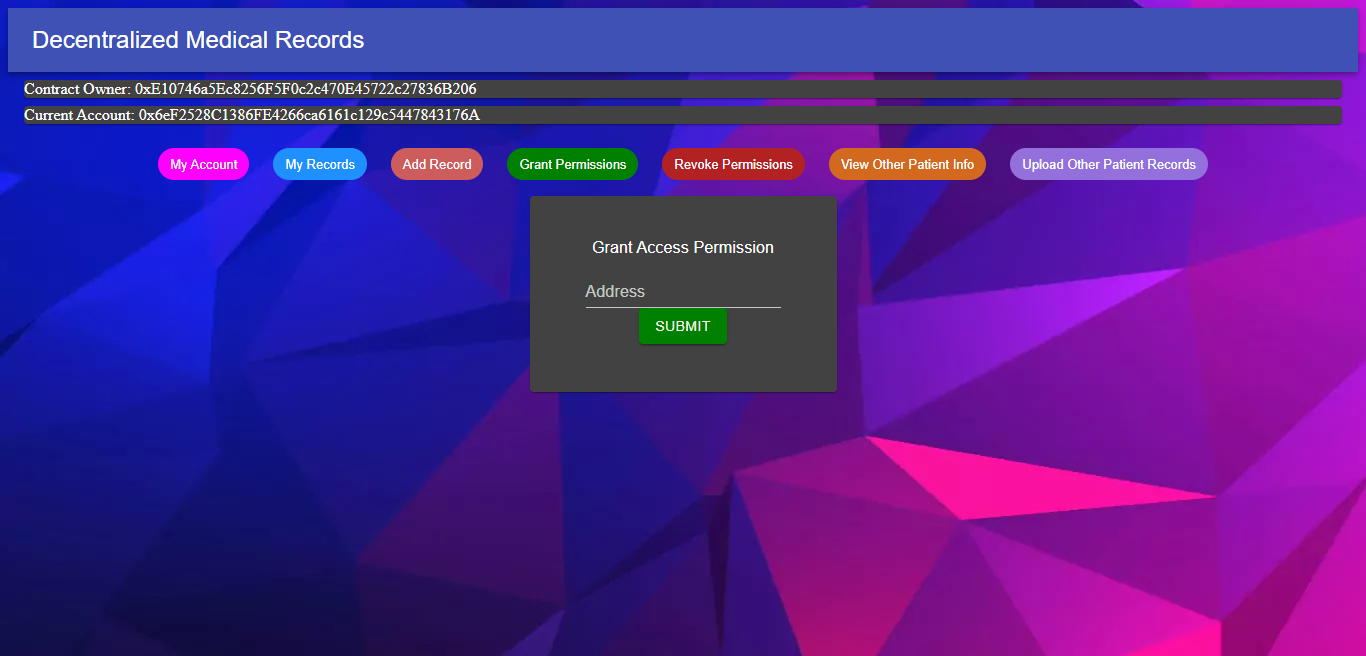 Decentralized Medical Records
Contract Owner: 0xE10746a5Ec8256F5F0c2c470E45722c27836B206
Current Account: 0x6eF2528C1386FE4266ca6161c129c5447843176A
My Account My Records Add Record Grant Permissions Revoke Permissions View Other Patient Info Upload Other Patient Records
Grant Access Permission
Address
SUBMIT